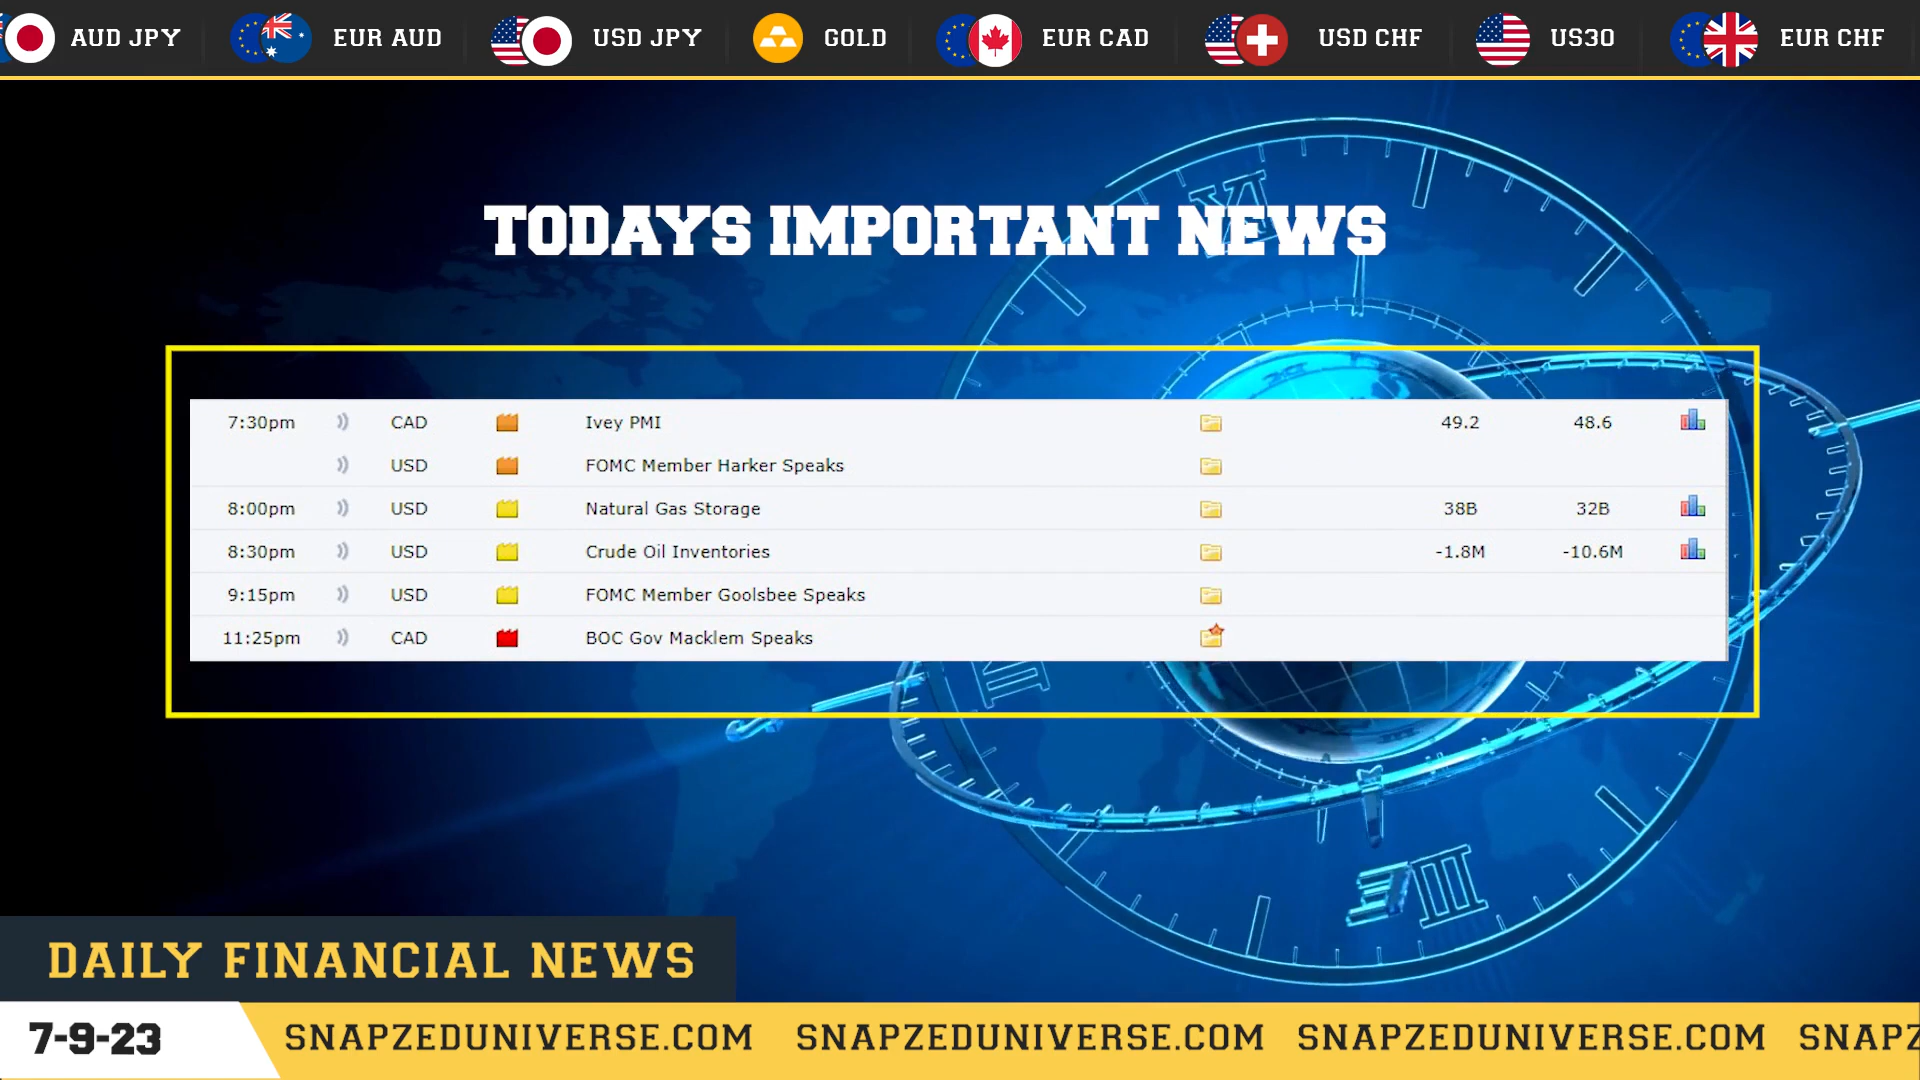 AUD JPY EUR AUD USD JPY GOLD EUR CAD USD CHF US30 EUR CHF
VI
TODAYS IMPORTANT NEWS
7:30pm CAD Ivey PMI 49.2 48.6
USD FOMC Member Harker Speaks
8:00pm USD Natural Gas Storage 38B 32B
8:30pm USD Crude Oil Inventories -1.8M -10.6M
9:15pm USD FOMC Member Goolsbee Speaks
11:25pm CAD BOC Gov Macklem Speaks
DAILY FINANCIAL NEWS
7-9-23 SNAPZEDUNIVERSE.COM SNAPZEDUNIVERSE.COM SNAPZEDUNIVERSE.COM SNAPZ